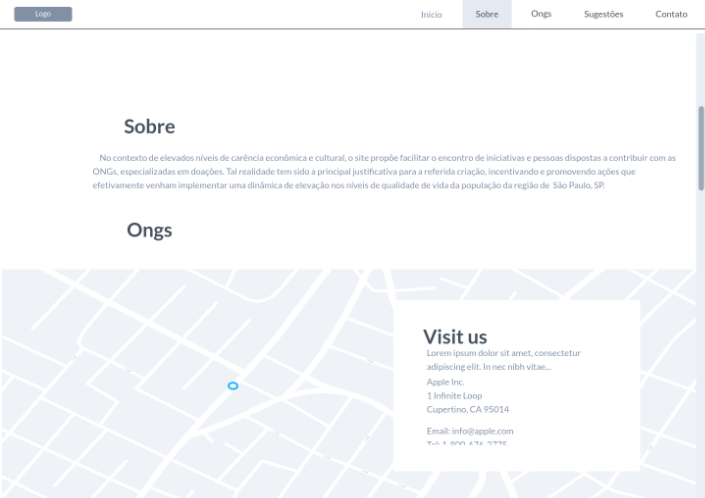 Logo
Início
Sobre
Ongs
Sugestões
Contato
Sobre
No contexto de elevados níveis de carência econômica e cultural, o site propõe facilitar o encontro de iniciativas e pessoas dispostas a contribuir com as
ONGs, especializadas em doações. Tal realidade tem sido a principal justificativa para a referida criação, incentivando e promovendo ações que
efetivamente venham implementar uma dinâmica de elevação nos níveis de qualidade de vida da população da região de São Paulo, SP.
Ongs
Visit us
Lorem ipsum dolor sit amet, consectetur
adipiscing elit. In nec nibh vitae...
Apple Inc.
1 Infinite Loop
Cupertino, CA 95014
Email: info@apple.com
Tel: 1-800-676-2775